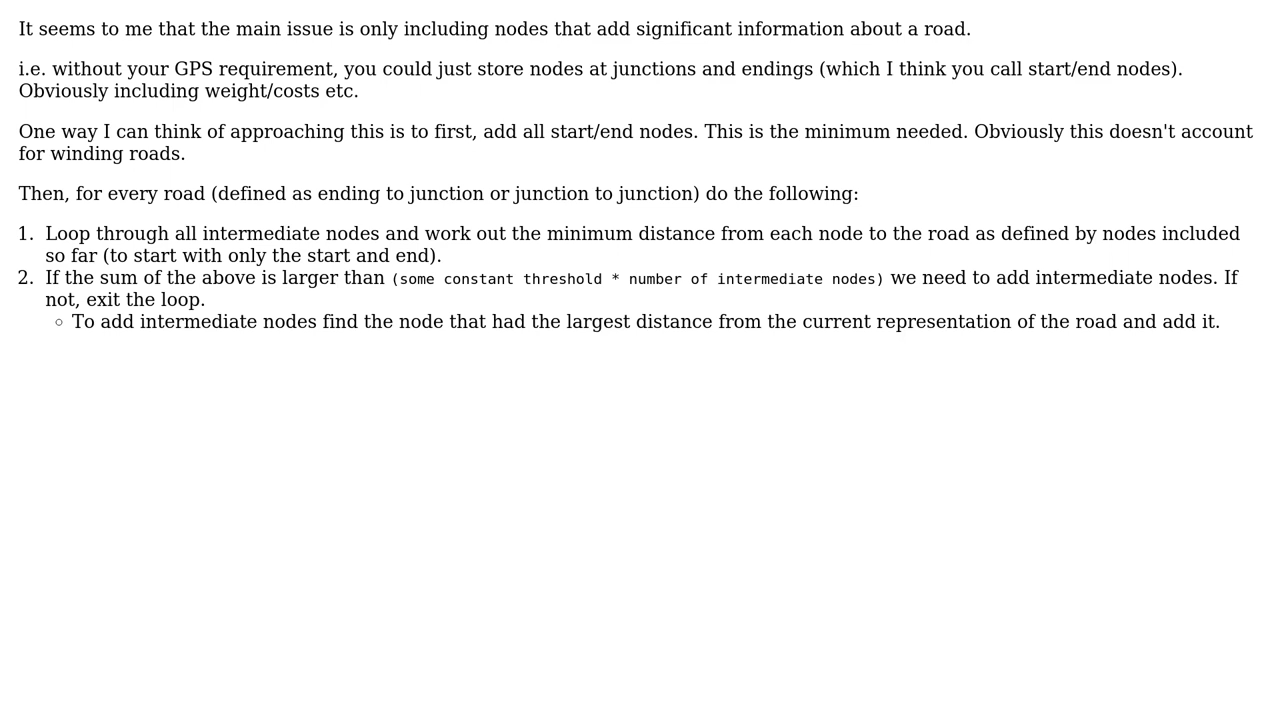 It seems to me that the main issue is only including nodes that add significant information about a road.
i.e. without your GPS requirement, you could just store nodes at junctions and endings (which I think you call start/end nodes).
Obviously including weight/costs etc.
One way I can think of approaching this is to first, add all start/end nodes. This is the minimum needed. Obviously this doesn't account
for winding roads.
Then, for every road (defined as ending to junction or junction to junction) do the following:
1. Loop through all intermediate nodes and work out the minimum distance from each node to the road as defined by nodes included
so far (to start with only the start and end).
2. If the sum of the above is larger than (some constant threshold * number of intermediate nodes) we need to add intermediate nodes. If
not, exit the loop.
◦ To add intermediate nodes find the node that had the largest distance from the current representation of the road and add it.